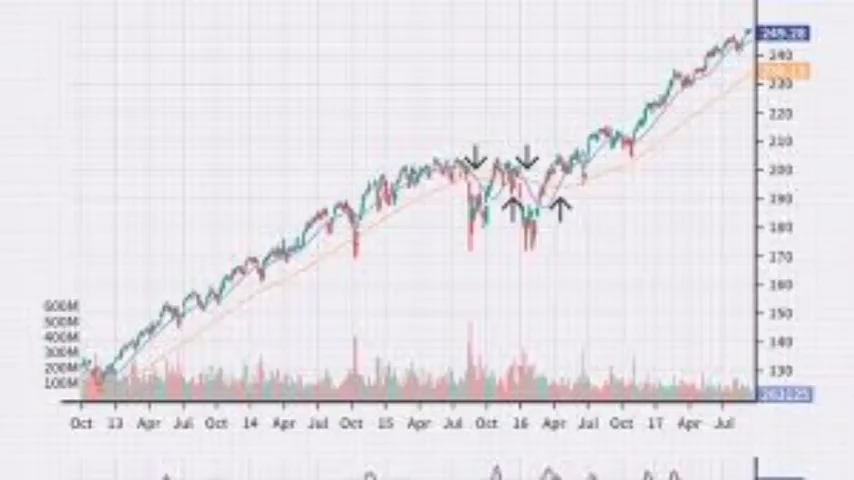 249.28
240
230
220
210
200
190
180
170
160
150
140
130
600M
500M
400M
300M
200M
100M
Oct 13 Apr Jul Oct 14 Apr Jul Oct 15 Apr Jul Oct 16 Apr Jul Oct 17 Apr Jul